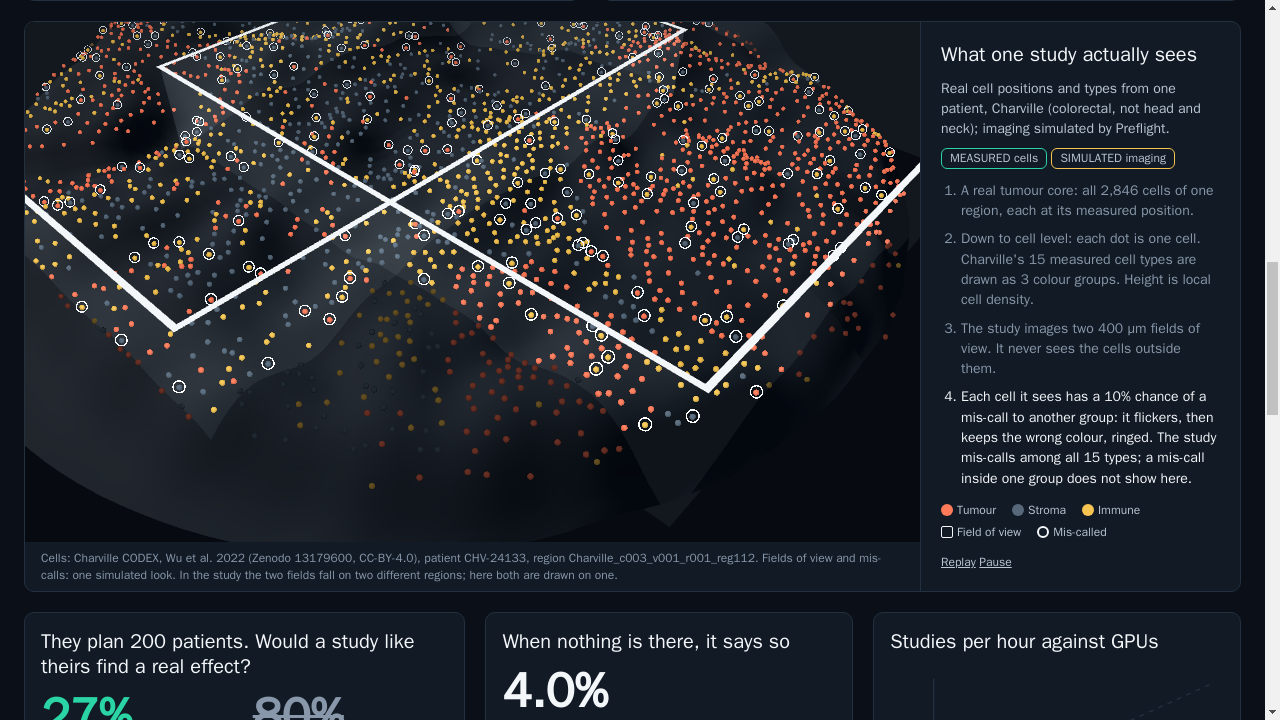 What one study actually sees
Real cell positions and types from one
patient, Charville (colorectal, not head and
neck); imaging simulated by Preflight.
MEASURED cells SIMULATED imaging
1. A real tumour core: all 2,846 cells of one
region, each at its measured position.
2. Down to cell level: each dot is one cell.
Charville's 15 measured cell types are
drawn as 3 colour groups. Height is local
cell density.
3. The study images two 400 µm fields of
view. It never sees the cells outside
them.
4. Each cell it sees has a 10% chance of a
mis-call to another group: it flickers, then
keeps the wrong colour, ringed. The study
mis-calls among all 15 types; a mis-call
inside one group does not show here.
Tumour Stroma Immune
Field of view Mis-called
Replay Pause
Cells: Charville CODEX, Wu et al. 2022 (Zenodo 13179600, CC-BY-4.0), patient CHV-24133, region Charville_c003_v001_r001_reg112. Fields of view and mis-
calls: one simulated look. In the study the two fields fall on two different regions; here both are drawn on one.
They plan 200 patients. Would a study like
theirs find a real effect?
27% 80%
When nothing is there, it says so
4.0%
Studies per hour against GPUs